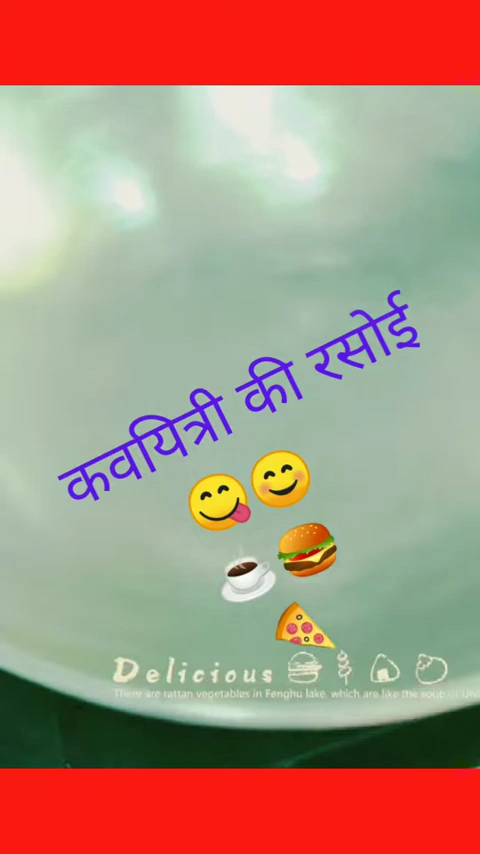 कवयित्री की रसोई
Delicious
There are rattan vegetables in Fenghu lake, which are like the soup of